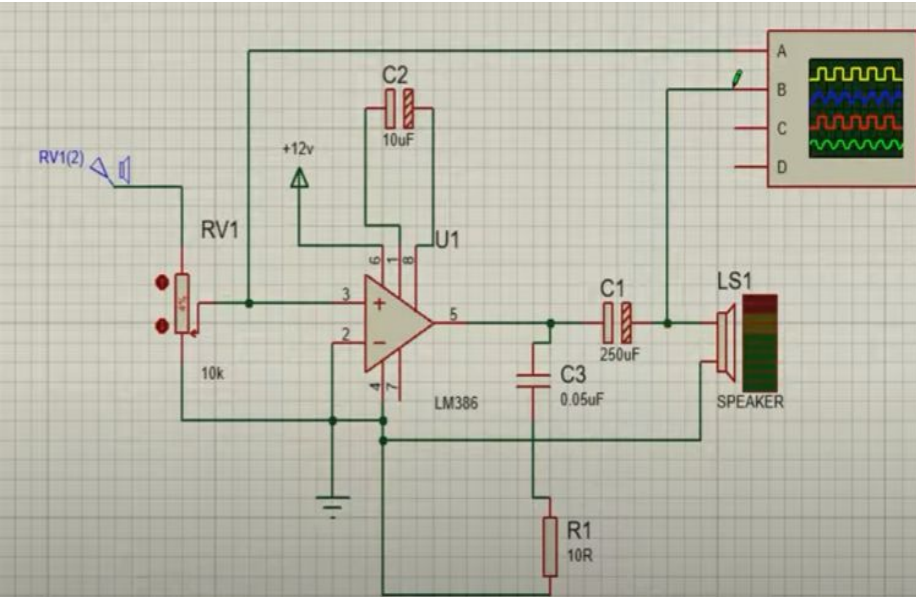 A
C2
B
10uF
C
+12v
D
RV1(2)
RV1
U1
6
1
8
LS1
3
C1
5
2
250uF
10k
4
7
C3
LM386
0.05uF
SPEAKER
R1
10R